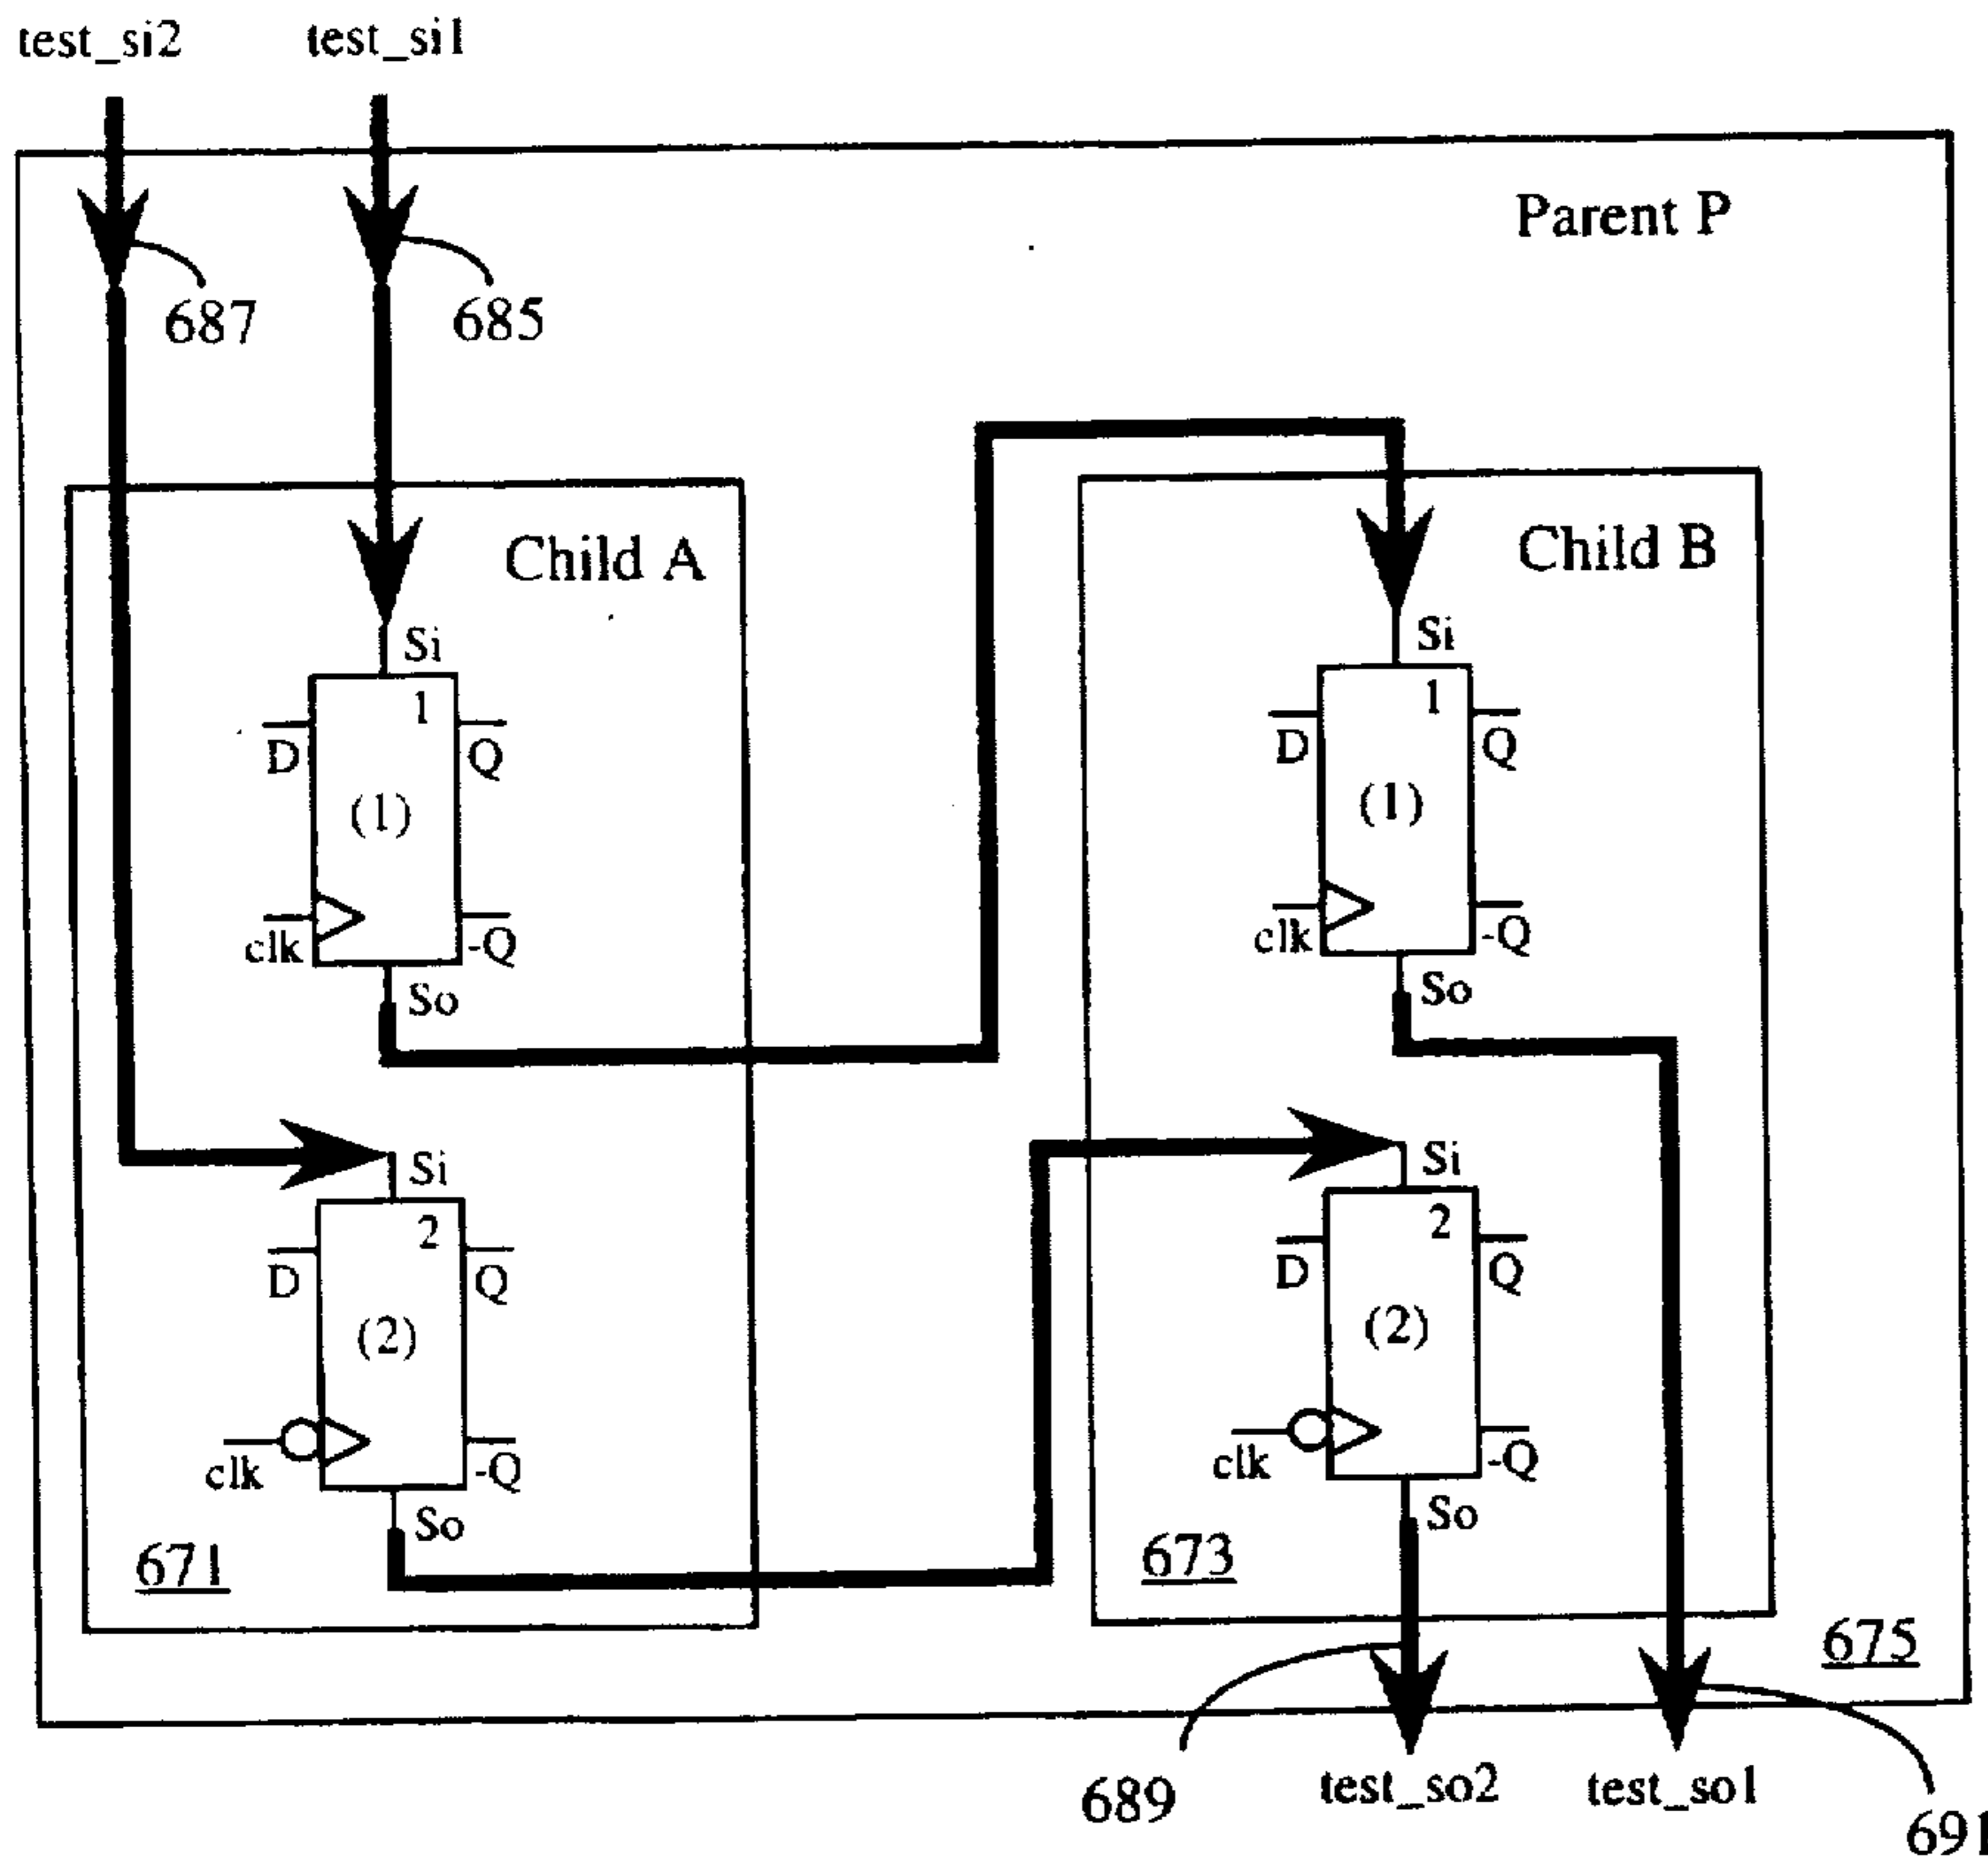 test_si2 test_si1
Parent P
687 685
Child A Child B
Si Si
1 1
D Q D Q
(1) (1)
clk -Q clk -Q
So So
Si Si
2 2
D Q D Q
(2) (2)
clk -Q clk -Q
So So
671 673
675
689 test_so2 test_so1
691